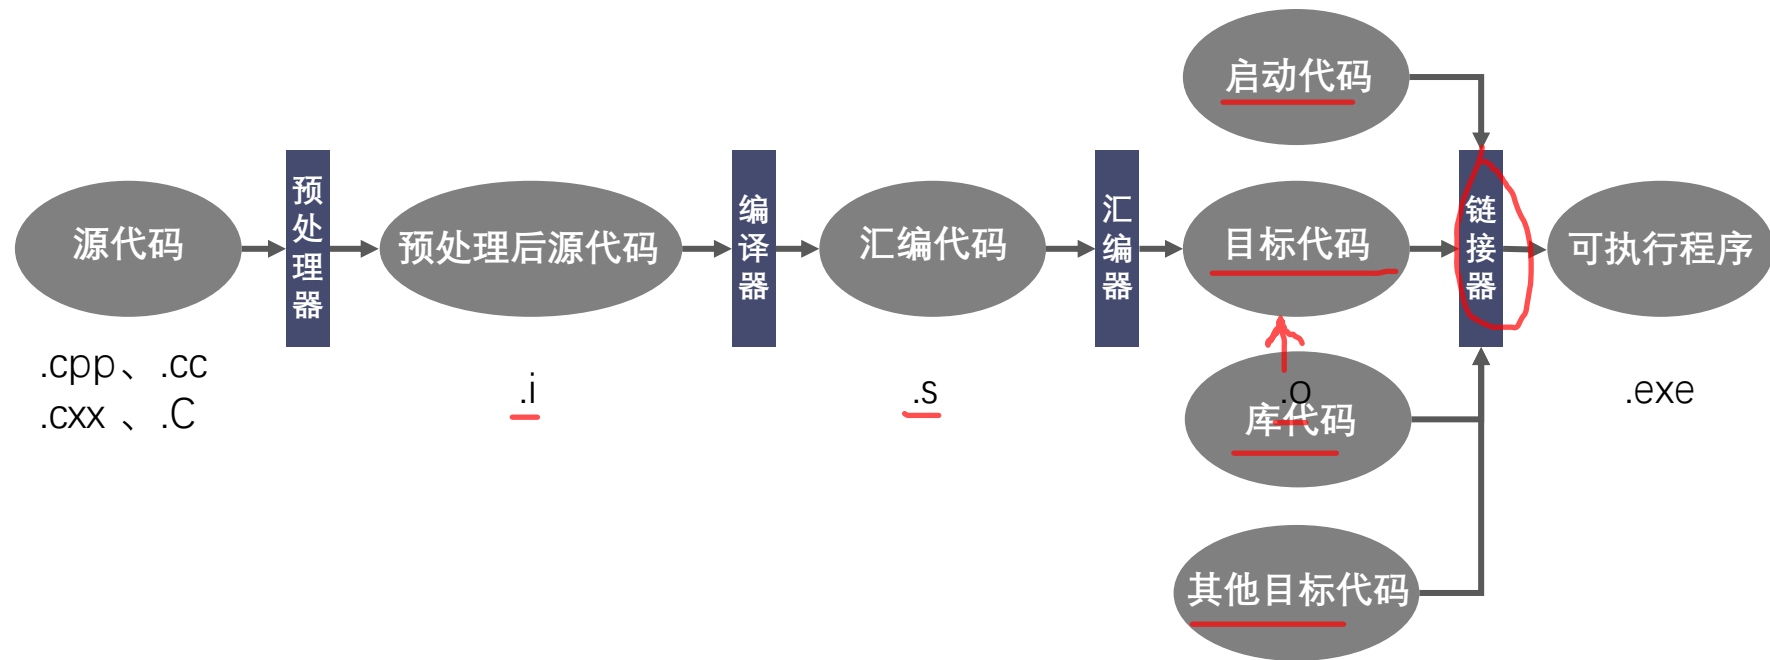 启动代码
源代码
预处理器
预处理后源代码
编译器
汇编代码
汇编器
目标代码
链接器
可执行程序
.cpp、.cc
.cxx 、.C
.i
.s
.o
.exe
库代码
其他目标代码